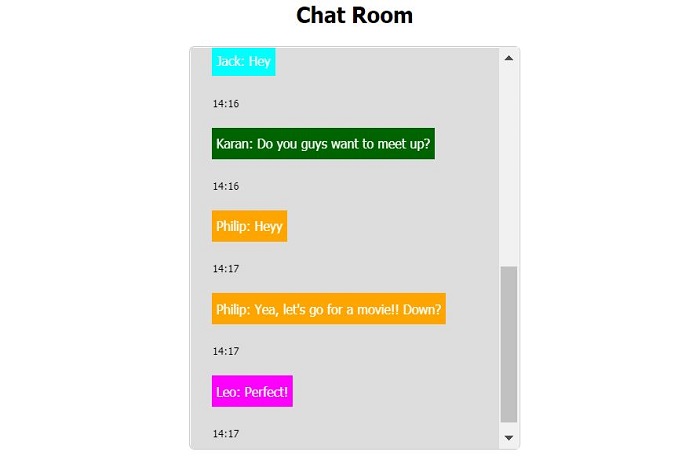 Chat Room
Jack: Hey
14:16
Karan: Do you guys want to meet up?
14:16
Philip: Heyy
14:17
Philip: Yea, let's go for a movie!! Down?
14:17
Leo: Perfect!
14:17